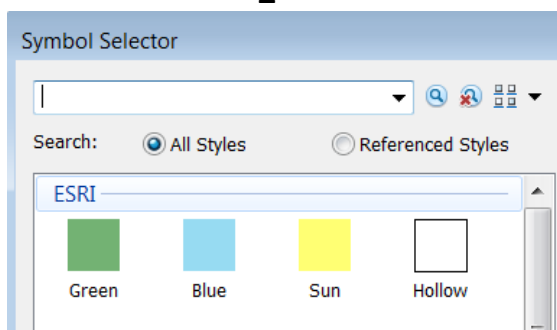 Symbol Selector
Search: All Styles Referenced Styles
ESRI
Green Blue Sun Hollow